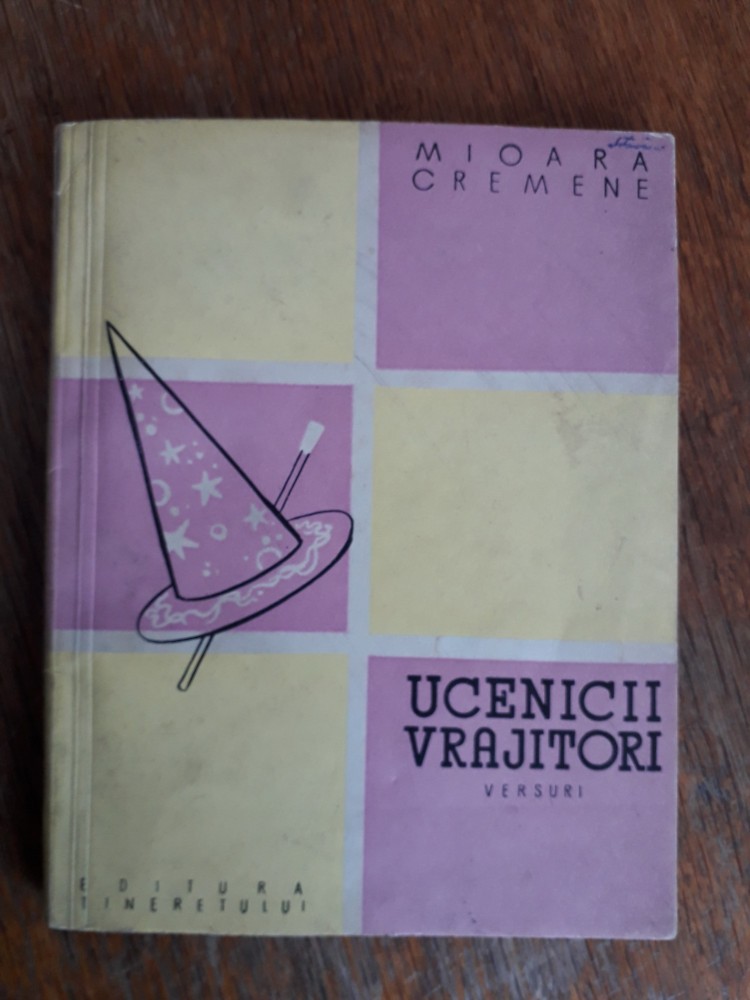 MIOARA
CREMENE
UCENICII
VRAJITORI
VERSURI
EDITURA
TINERETULUI